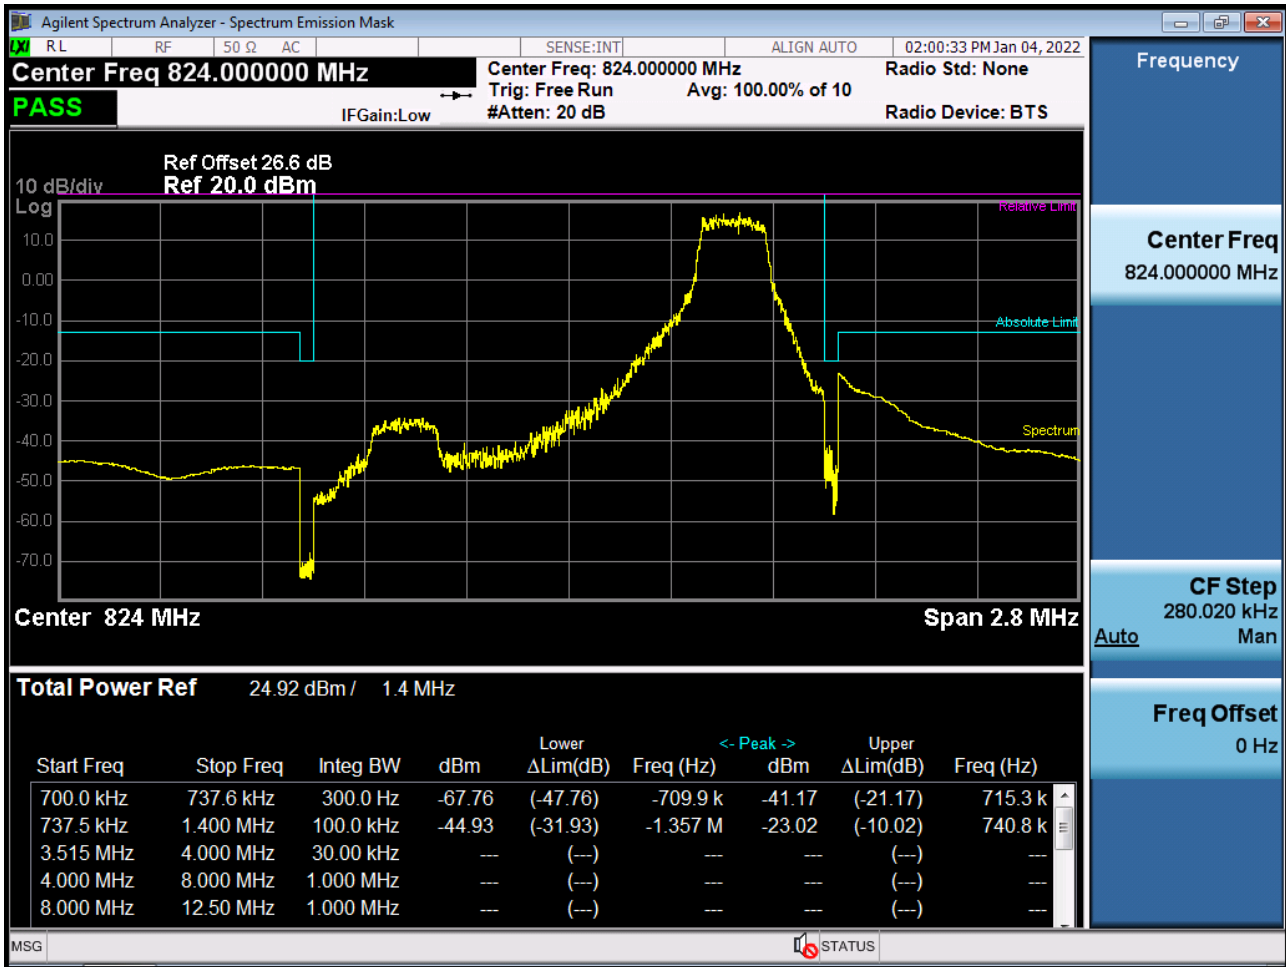 Agilent Spectrum Analyzer - Spectrum Emission Mask
LXI RL RF 50 Ω AC SENSE:INT ALIGN AUTO 02:00:33 PM Jan 04, 2022
Center Freq 824.000000 MHz
PASS
IFGain:Low
Center Freq: 824.000000 MHz
Trig: Free Run Avg: 100.00% of 10
#Atten: 20 dB
Radio Std: None
Radio Device: BTS
Ref Offset 26.6 dB
10 dB/div Ref 20.0 dBm
Log
Relative Limit
10.0
0.00
-10.0
Absolute Limit
-20.0
-30.0
-40.0
Spectrum
-50.0
-60.0
-70.0
Center 824 MHz Span 2.8 MHz
Total Power Ref 24.92 dBm / 1.4 MHz
Lower <- Peak -> Upper
Start Freq Stop Freq Integ BW dBm ΔLim(dB) Freq (Hz) dBm ΔLim(dB) Freq (Hz)
700.0 kHz 737.6 kHz 300.0 Hz -67.76 (-47.76) -709.9 k -41.17 (-21.17) 715.3 k
737.5 kHz 1.400 MHz 100.0 kHz -44.93 (-31.93) -1.357 M -23.02 (-10.02) 740.8 k
3.515 MHz 4.000 MHz 30.00 kHz --- (---) --- --- (---) ---
4.000 MHz 8.000 MHz 1.000 MHz --- (---) --- --- (---) ---
8.000 MHz 12.50 MHz 1.000 MHz --- (---) --- --- (---) ---
MSG STATUS
Frequency
Center Freq
824.000000 MHz
CF Step
280.020 kHz
Auto Man
Freq Offset
0 Hz